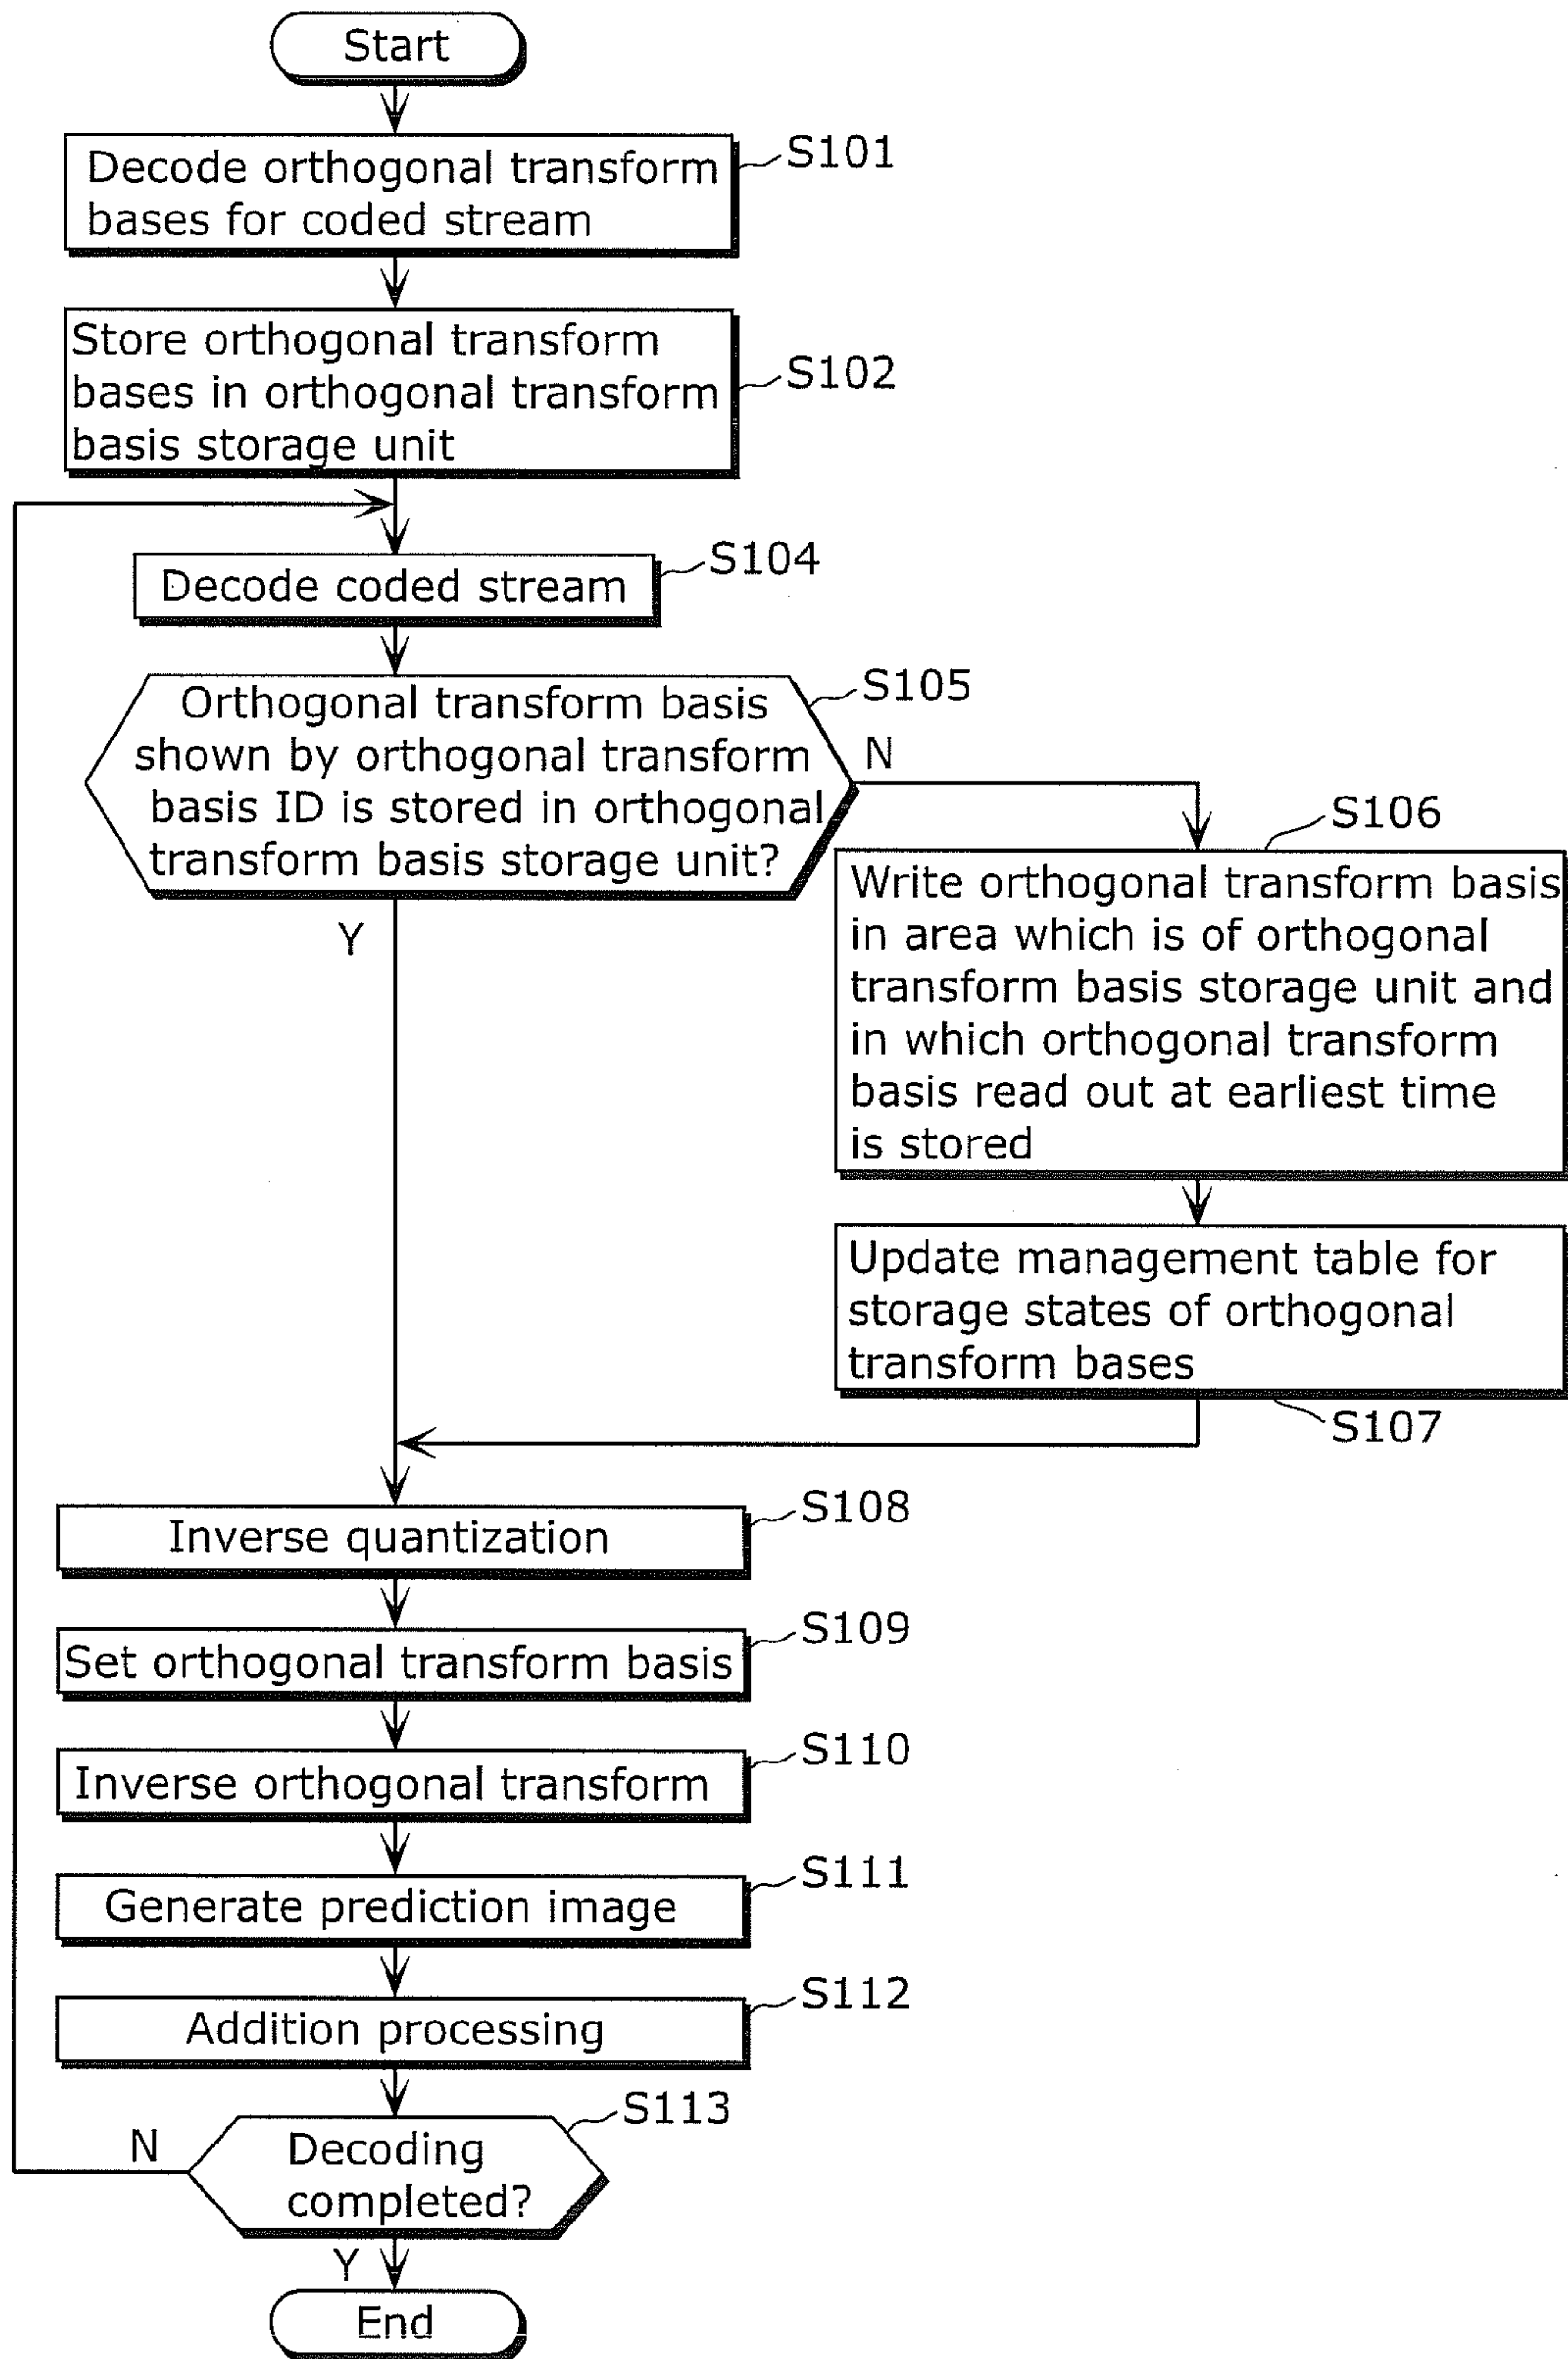 Start
S101
Decode orthogonal transform
bases for coded stream
Store orthogonal transform
bases in orthogonal transform
basis storage unit
S102
S104
Decode coded stream
S105
Orthogonal transform basis
shown by orthogonal transform
basis ID is stored in orthogonal
transform basis storage unit?
N
Y
S106
Write orthogonal transform basis
in area which is of orthogonal
transform basis storage unit and
in which orthogonal transform
basis read out at earliest time
is stored
Update management table for
storage states of orthogonal
transform bases
S107
S108
Inverse quantization
S109
Set orthogonal transform basis
S110
Inverse orthogonal transform
S111
Generate prediction image
S112
Addition processing
S113
N
Decoding
completed?
Y
End